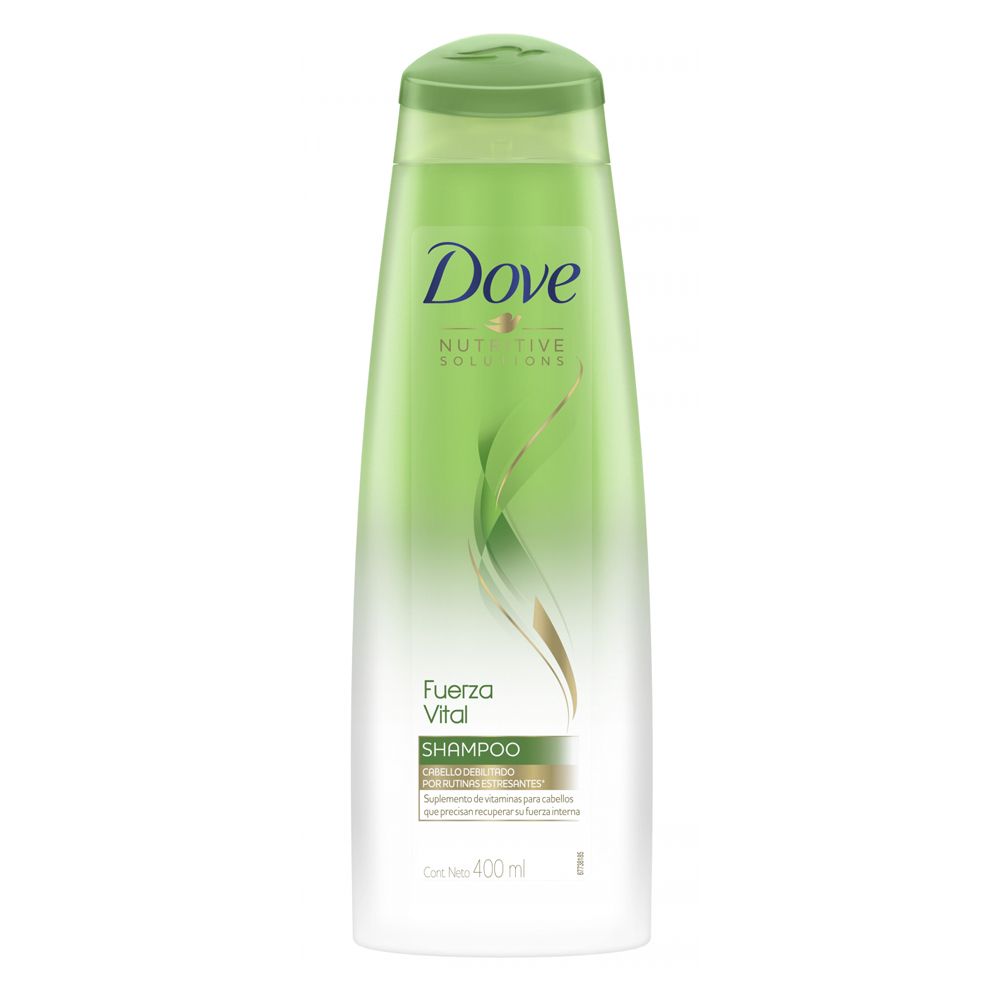 Dove
NUTRITIVE
SOLUTIONS
Fuerza
Vital
SHAMPOO
CABELLO DEBILITADO
POR RUTINAS ESTRESANTES*
Suplemento de vitaminas para cabellos
que precisan recuperar su fuerza interna
Cont. Neto 400 ml